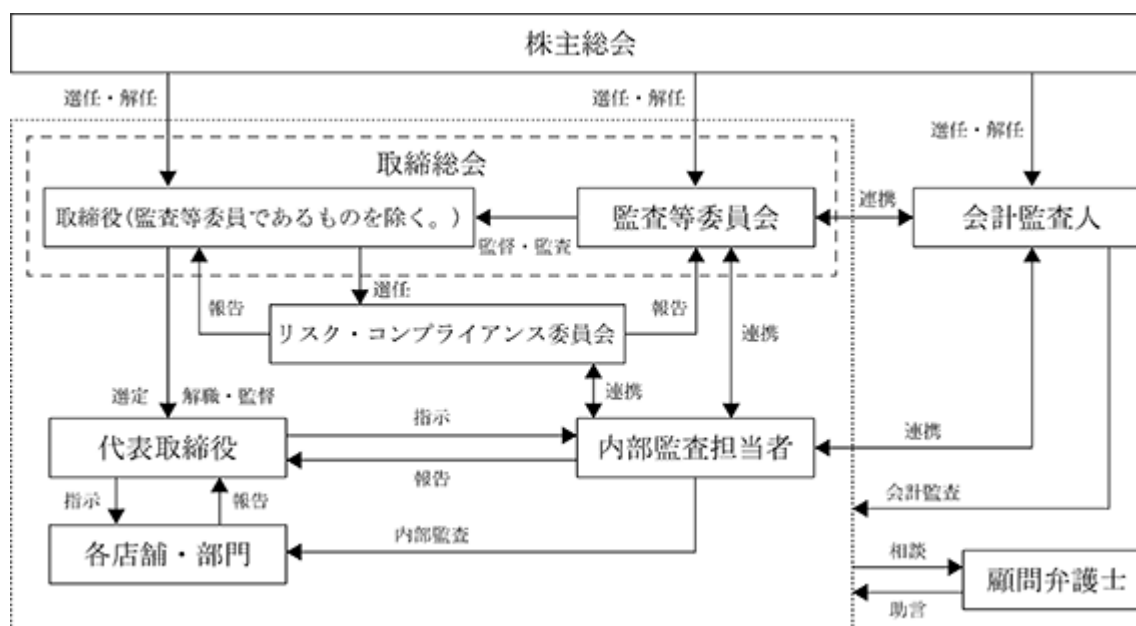 株主総会
選任・解任
選任・解任
選任・解任
取締総会
取締役(監査等委員であるものを除く。)
監査等委員会
連携
会計監査人
監督・監査
選任
報告
報告
リスク・コンプライアンス委員会
連携
連携
選定
解職・監督
指示
代表取締役
内部監査担当者
連携
報告
指示
報告
会計監査
各店舗・部門
内部監査
相談
顧問弁護士
助言